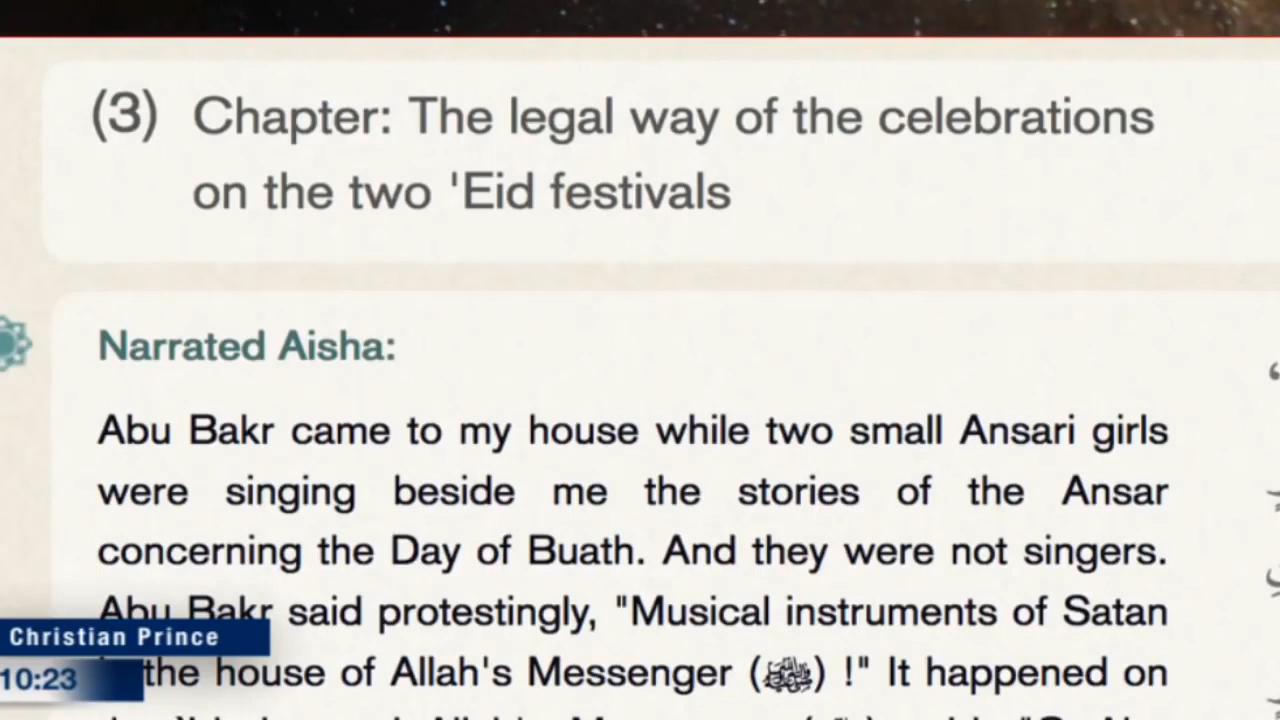 (3) Chapter: The legal way of the celebrations
on the two 'Eid festivals
Narrated Aisha:
Abu Bakr came to my house while two small Ansari girls
were singing beside me the stories of the Ansar
concerning the Day of Buath. And they were not singers.
Abu Bakr said protestingly, "Musical instruments of Satan
the house of Allah's Messenger (ﷺ) !" It happened on
Christian Prince
10:23